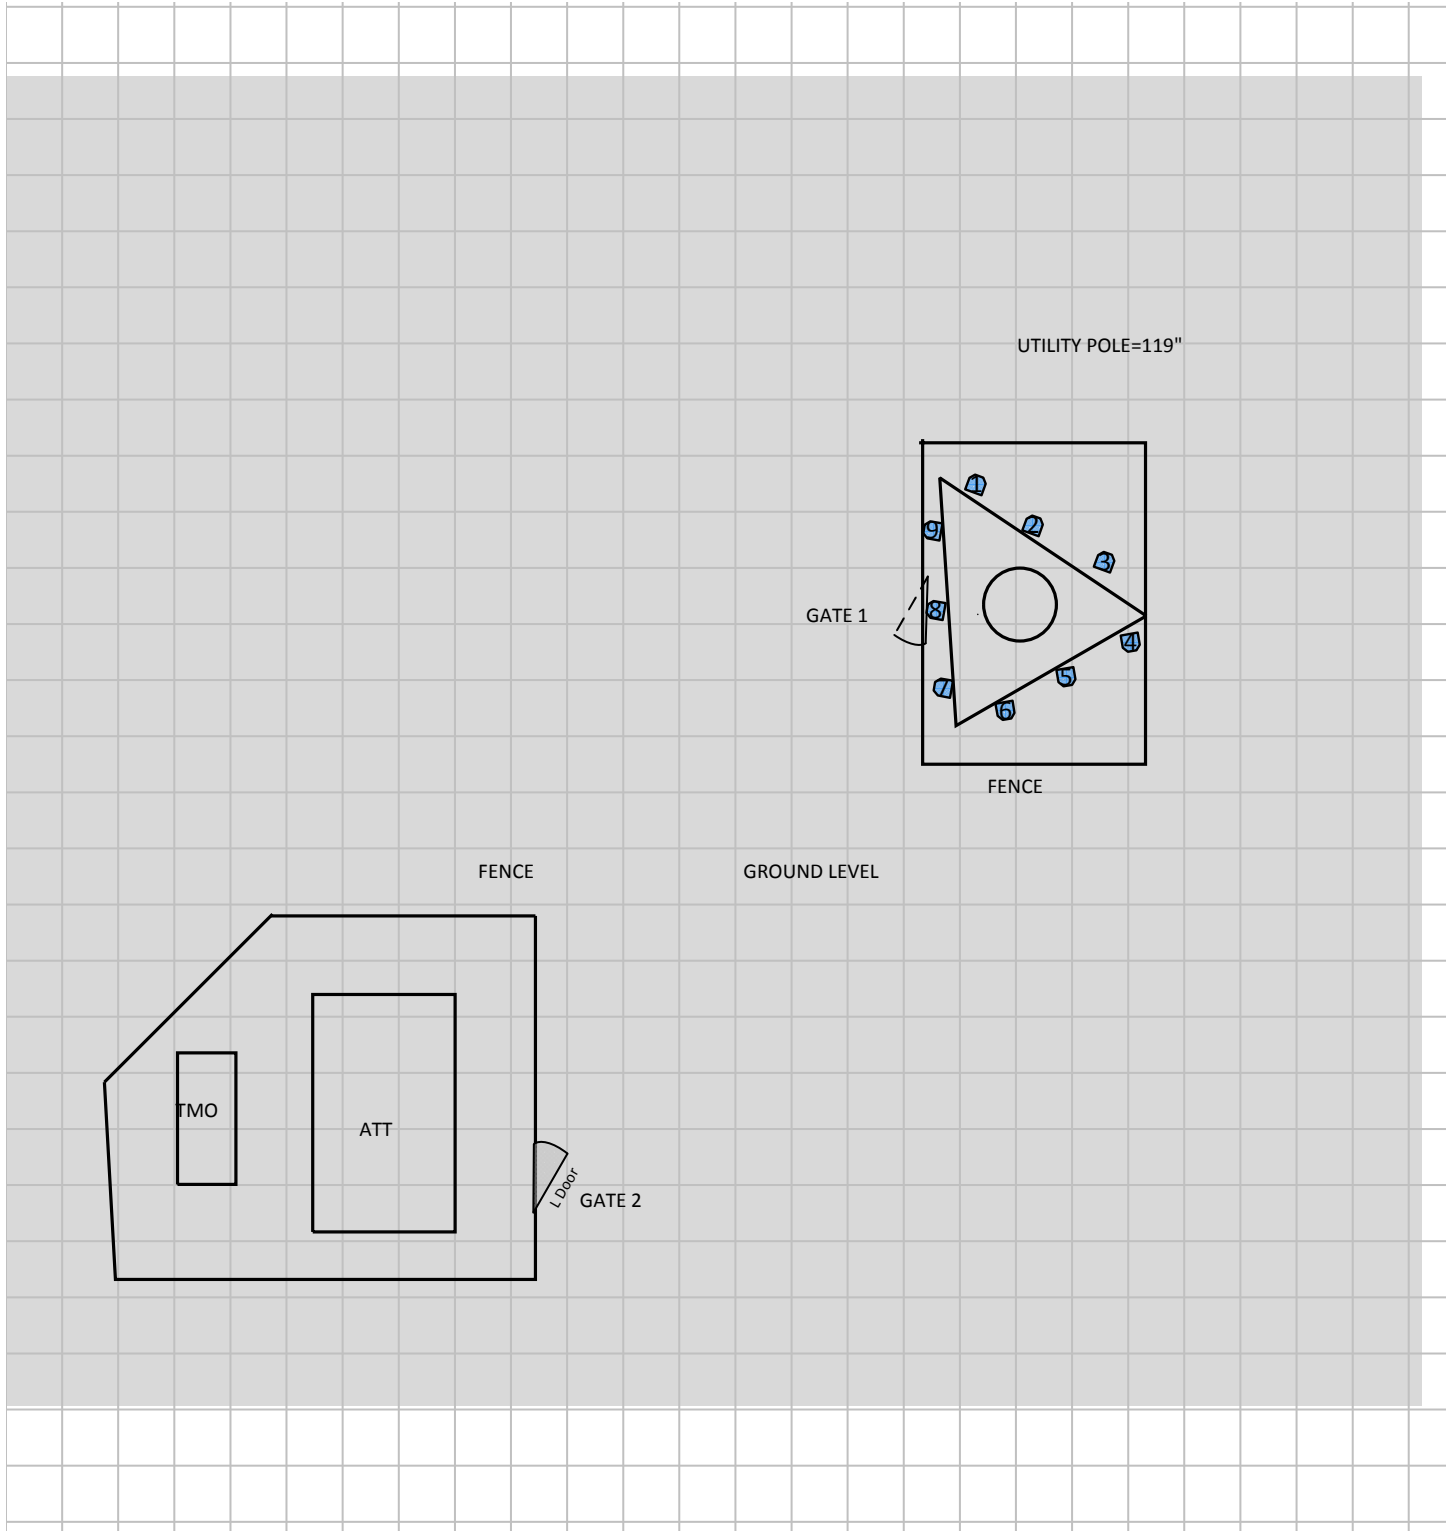 UTILITY POLE=119"
1
2
9
3
8
GATE 1
4
5
7
6
FENCE
FENCE
GROUND LEVEL
TMO
ATT
L Door
GATE 2